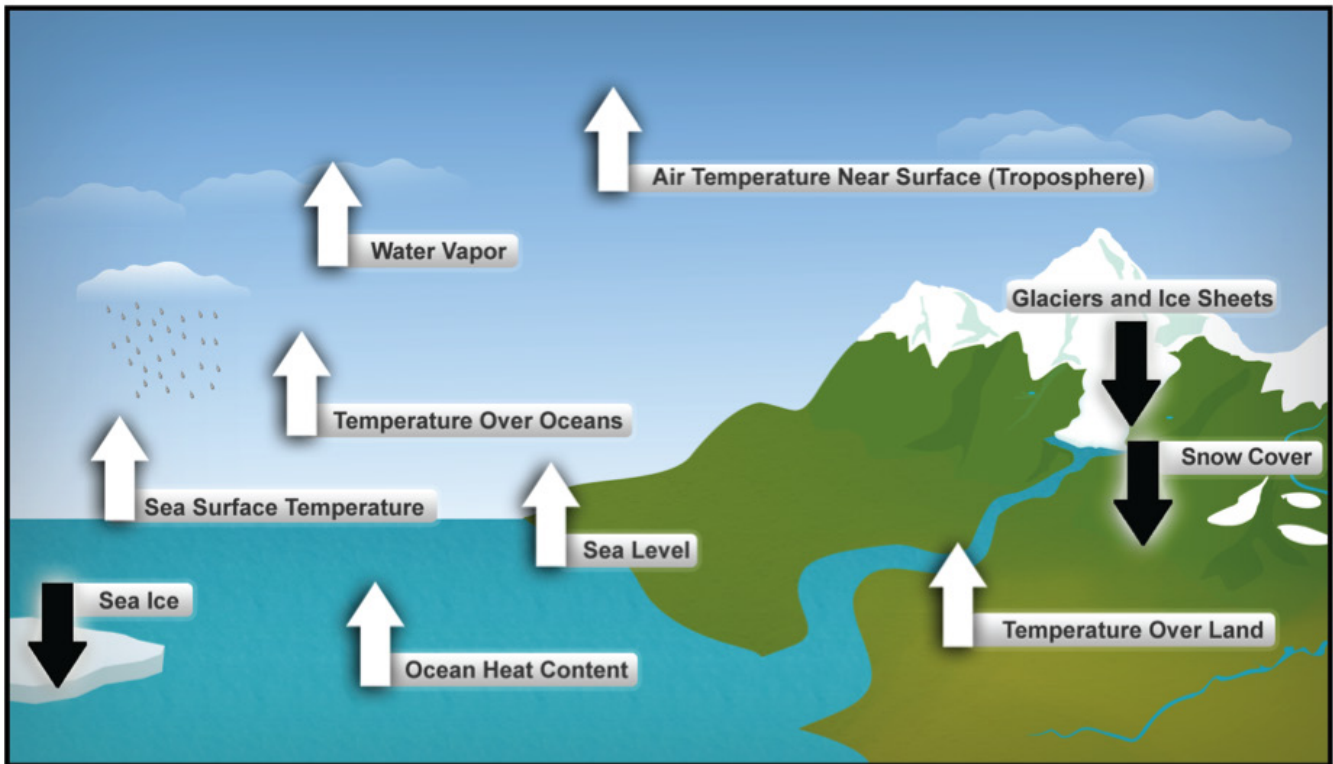 Air Temperature Near Surface (Troposphere)
Water Vapor
Glaciers and Ice Sheets
Temperature Over Oceans
Snow Cover
Sea Surface Temperature
Sea Level
Sea Ice
Temperature Over Land
Ocean Heat Content